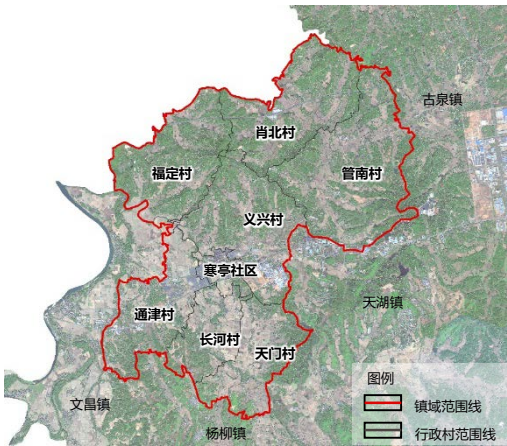 古泉镇
肖北村
福定村
管南村
义兴村
寒亭社区
天湖镇
通津村
长河村
天门村
文昌镇
杨柳镇
图例
镇域范围线
行政村范围线